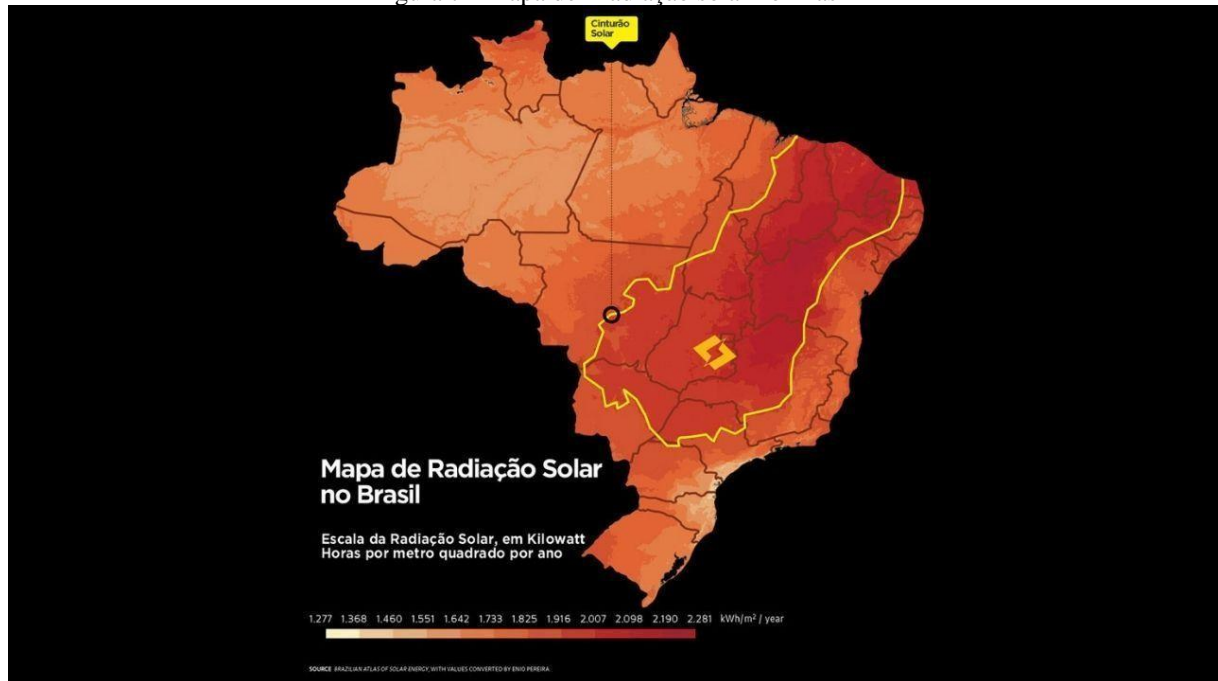 Cinturão
Solar
Mapa de Radiação Solar
no Brasil
Escala da Radiação Solar, em Kilowatt
Horas por metro quadrado por ano
1.277 1.368 1.460 1.551 1.642 1.733 1.825 1.916 2.007 2.098 2.190 2.281 kWh/m² / year
SOURCE BRAZILIAN ATLAS OF SOLAR ENERGY, WITH VALUES CONVERTED BY ENIO PEREIRA